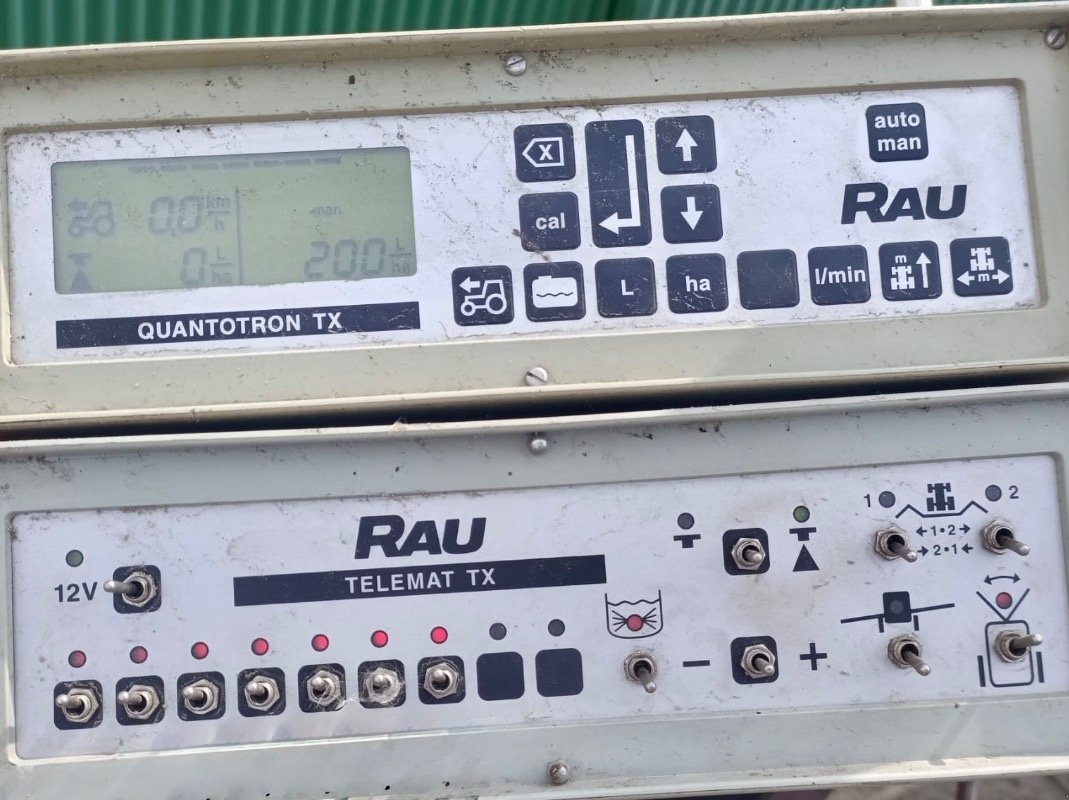 auto
man
X
RAU
0,0 km/h
man
cal
0 L/ha
200 L/ha
L
ha
l/min
m
m
QUANTOTRON TX
RAU
TELEMAT TX
12V
1
2
1•2
2•1
− +